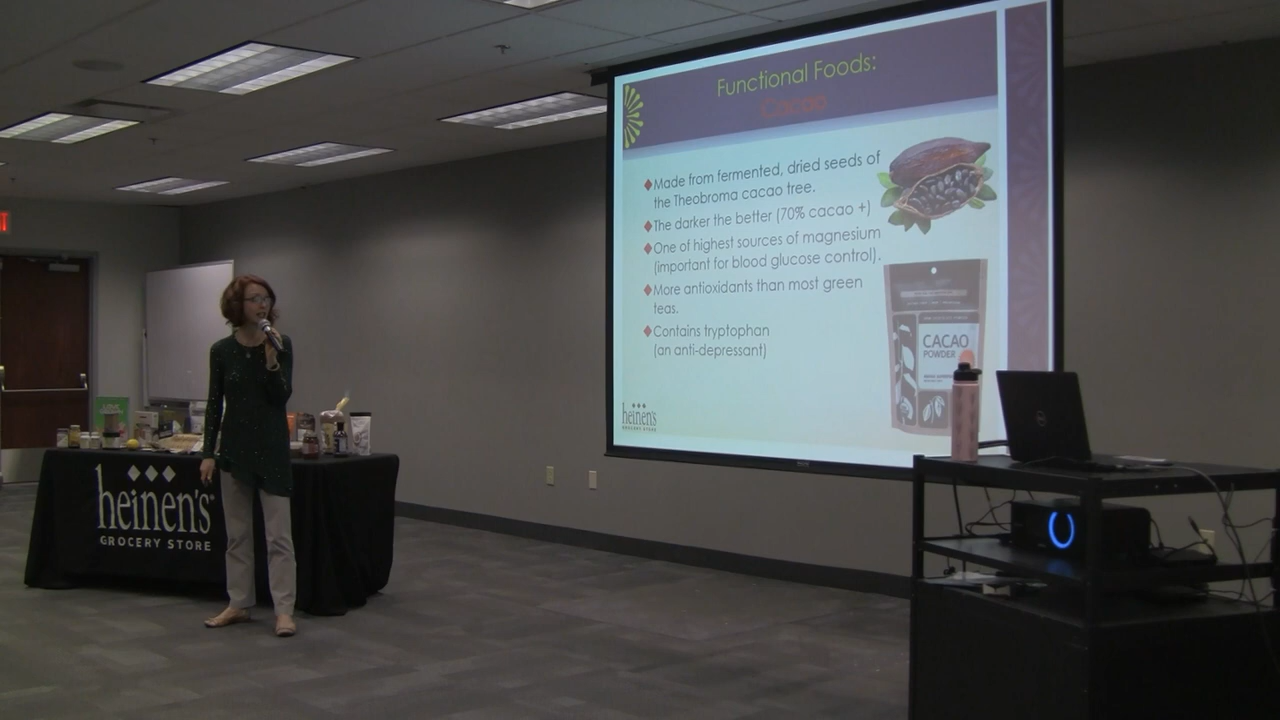 Functional Foods:
Cacao
Made from fermented, dried seeds of
the Theobroma cacao tree.
The darker the better (70% cacao +)
One of highest sources of magnesium
(important for blood glucose control).
More antioxidants than most green
teas.
Contains tryptophan
(an anti-depressant)
CACAO
POWDER
heinen's
GROCERY STORE
heinen's
GROCERY STORE